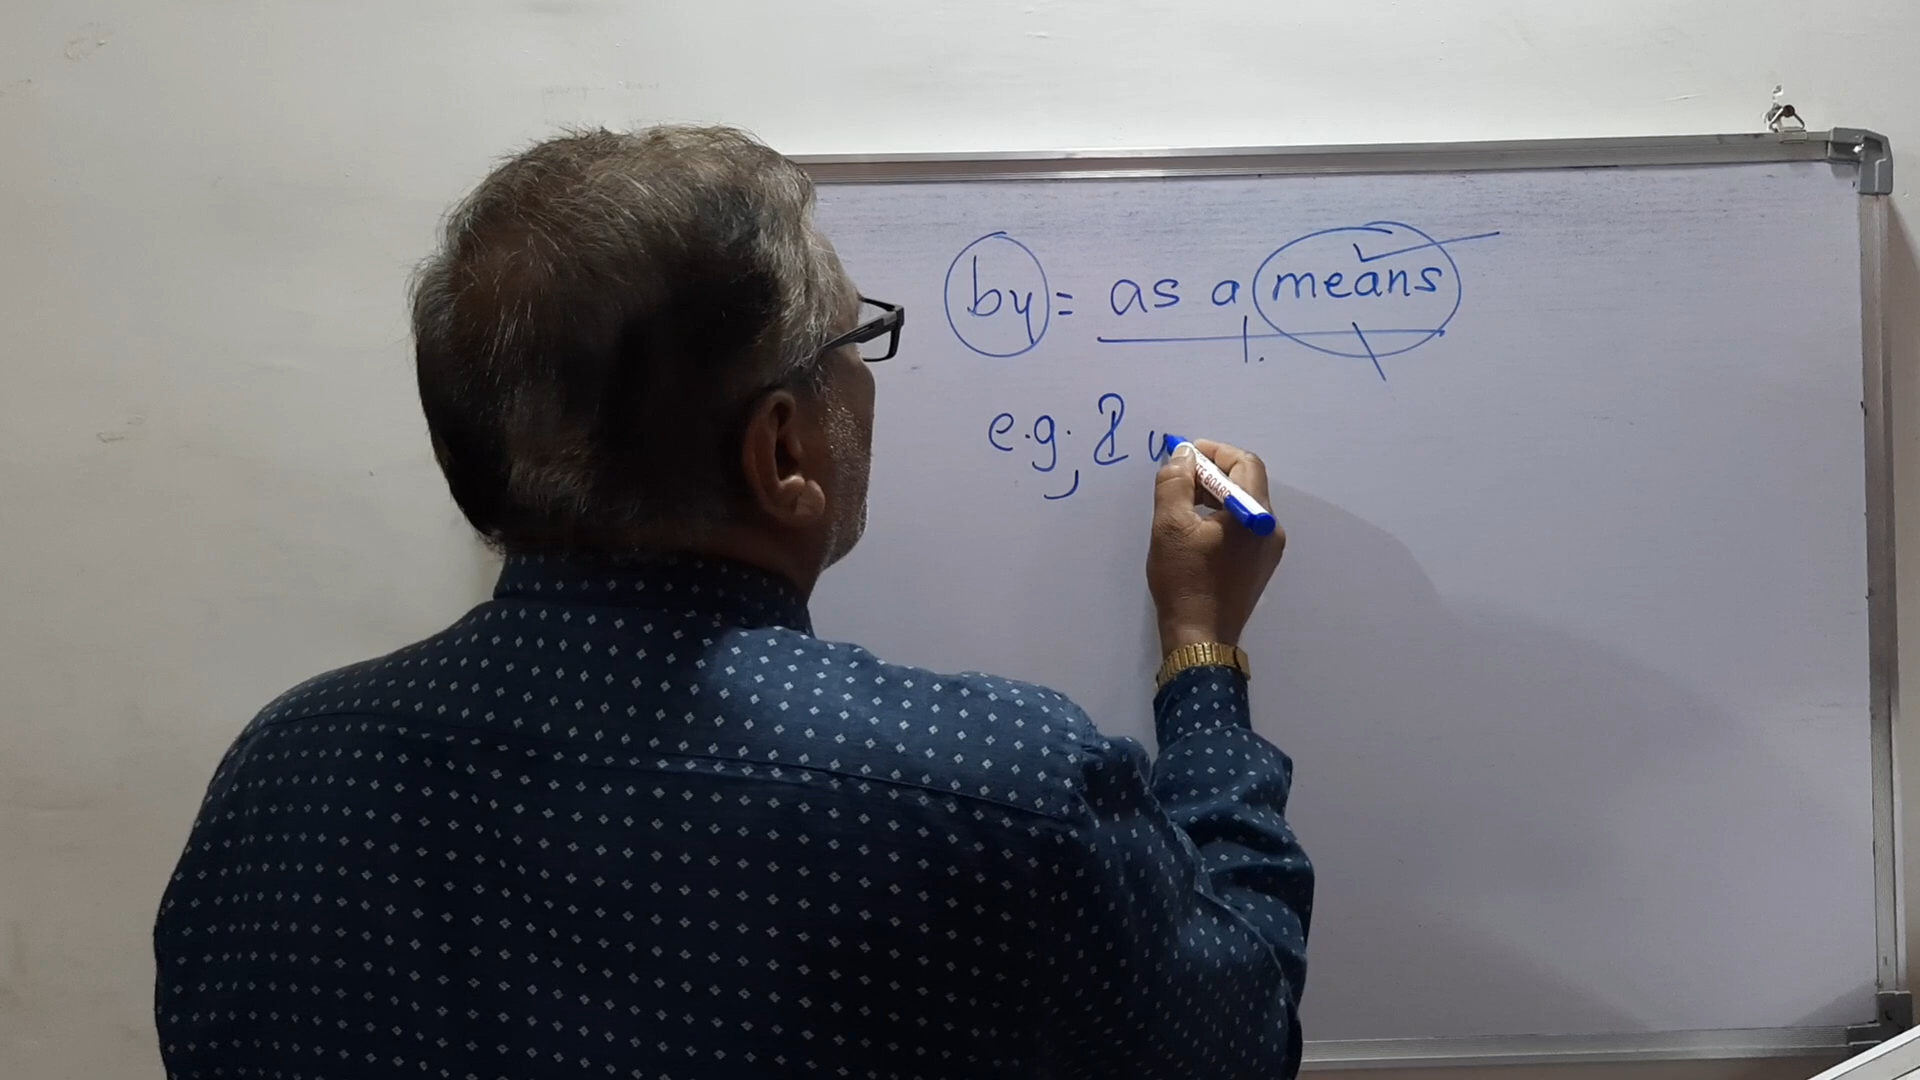 by = as a means
e.g., I